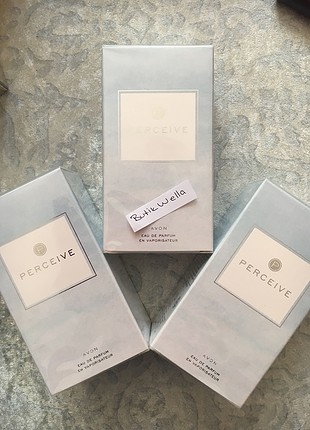 PERCEIVE
ButikWella
AVON
EAU DE PARFUM
EN VAPORISATEUR
P
PERCEIVE
AVON
EAU DE PARFUM
EN VAPORISATEUR
P
PERCEIVE
AVON
EAU DE PARFUM
EN VAPORISATEUR